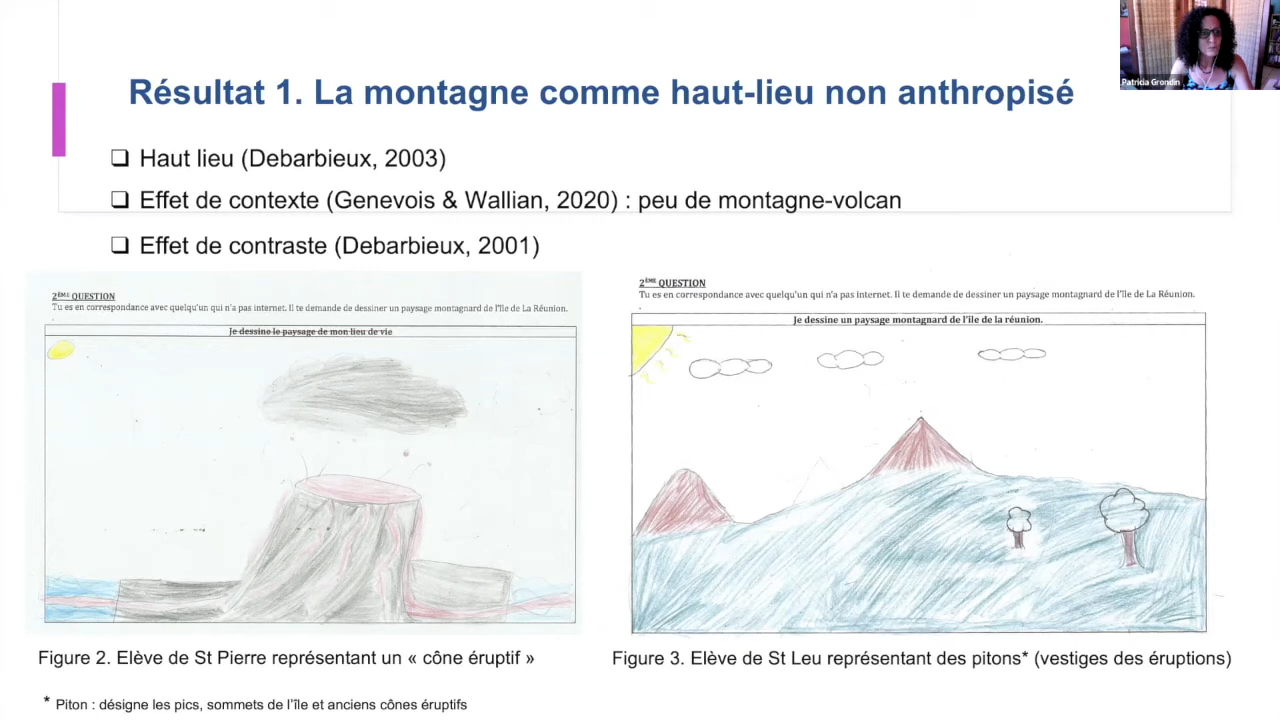 Patricia Grondin
Résultat 1. La montagne comme haut-lieu non anthropisé
❑ Haut lieu (Debarbieux, 2003)
❑ Effet de contexte (Genevois & Wallian, 2020) : peu de montagne-volcan
❑ Effet de contraste (Debarbieux, 2001)
2ÈME QUESTION
Tu es en correspondance avec quelqu'un qui n'a pas internet. Il te demande de dessiner un paysage montagnard de l'île de La Réunion.
Je dessine le paysage de mon lieu de vie
2ÈME QUESTION
Tu es en correspondance avec quelqu'un qui n'a pas internet. Il te demande de dessiner un paysage montagnard de l'île de La Réunion.
Je dessine un paysage montagnard de l'île de la réunion.
Figure 2. Elève de St Pierre représentant un « cône éruptif »
Figure 3. Elève de St Leu représentant des pitons* (vestiges des éruptions)
* Piton : désigne les pics, sommets de l'île et anciens cônes éruptifs